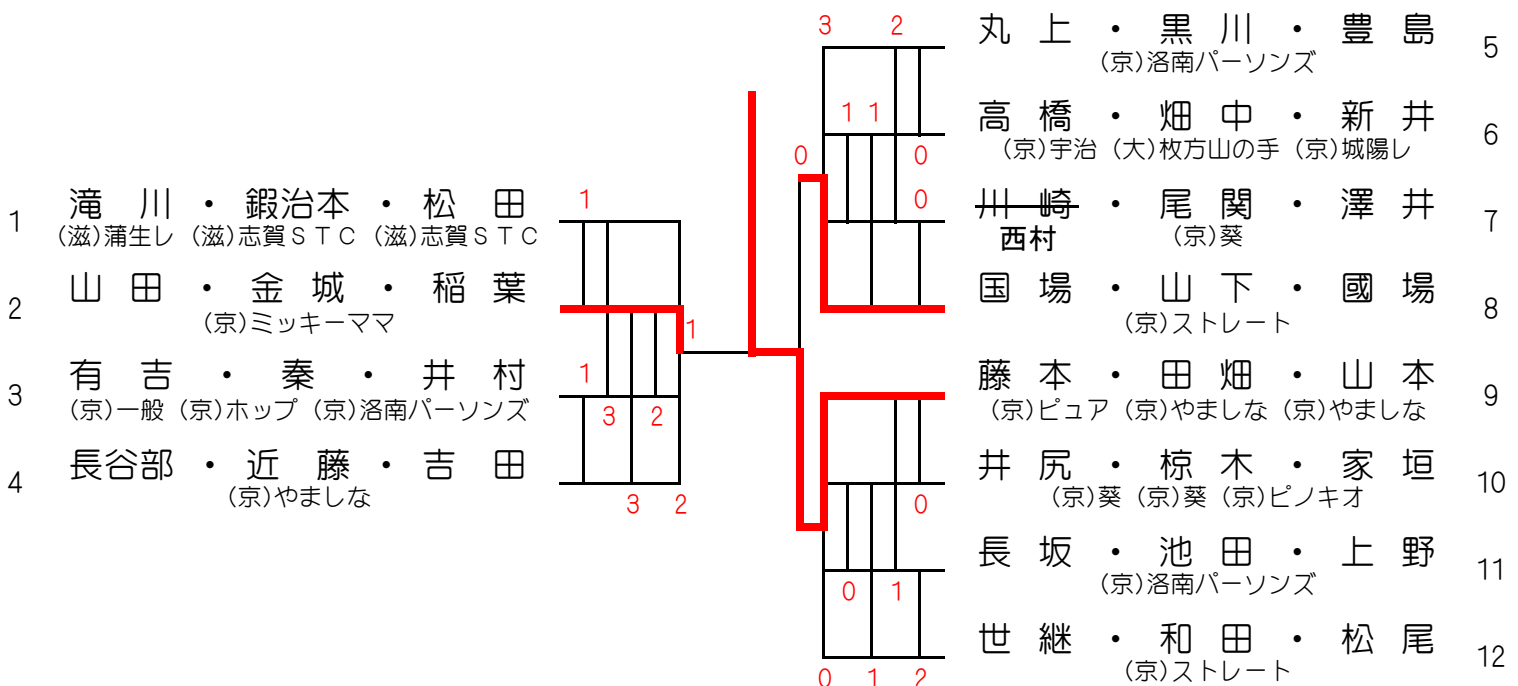 1
滝 川 ・ 鍜治本 ・ 松 田
(滋)蒲生レ (滋)志賀ＳＴＣ (滋)志賀ＳＴＣ
1
2
山 田 ・ 金 城 ・ 稲 葉
(京)ミッキーママ
1
3
有 吉 ・ 秦 ・ 井 村
(京)一般 (京)ホップ (京)洛南パーソンズ
1
3 2
4
長谷部 ・ 近 藤 ・ 吉 田
(京)やましな
3 2
3 2
丸 上 ・ 黒 川 ・ 豊 島
(京)洛南パーソンズ
5
1 1
高 橋 ・ 畑 中 ・ 新 井
(京)宇治 (大)枚方山の手 (京)城陽レ
6
0 0
0
川 崎 ・ 尾 関 ・ 澤 井
西村 (京)葵
7
国 場 ・ 山 下 ・ 國 場
(京)ストレート
8
藤 本 ・ 田 畑 ・ 山 本
(京)ピュア (京)やましな (京)やましな
9
井 尻 ・ 椋 木 ・ 家 垣
(京)葵 (京)葵 (京)ピノキオ
10
0
長 坂 ・ 池 田 ・ 上 野
(京)洛南パーソンズ
11
0 1
世 継 ・ 和 田 ・ 松 尾
(京)ストレート
12
0 1 2